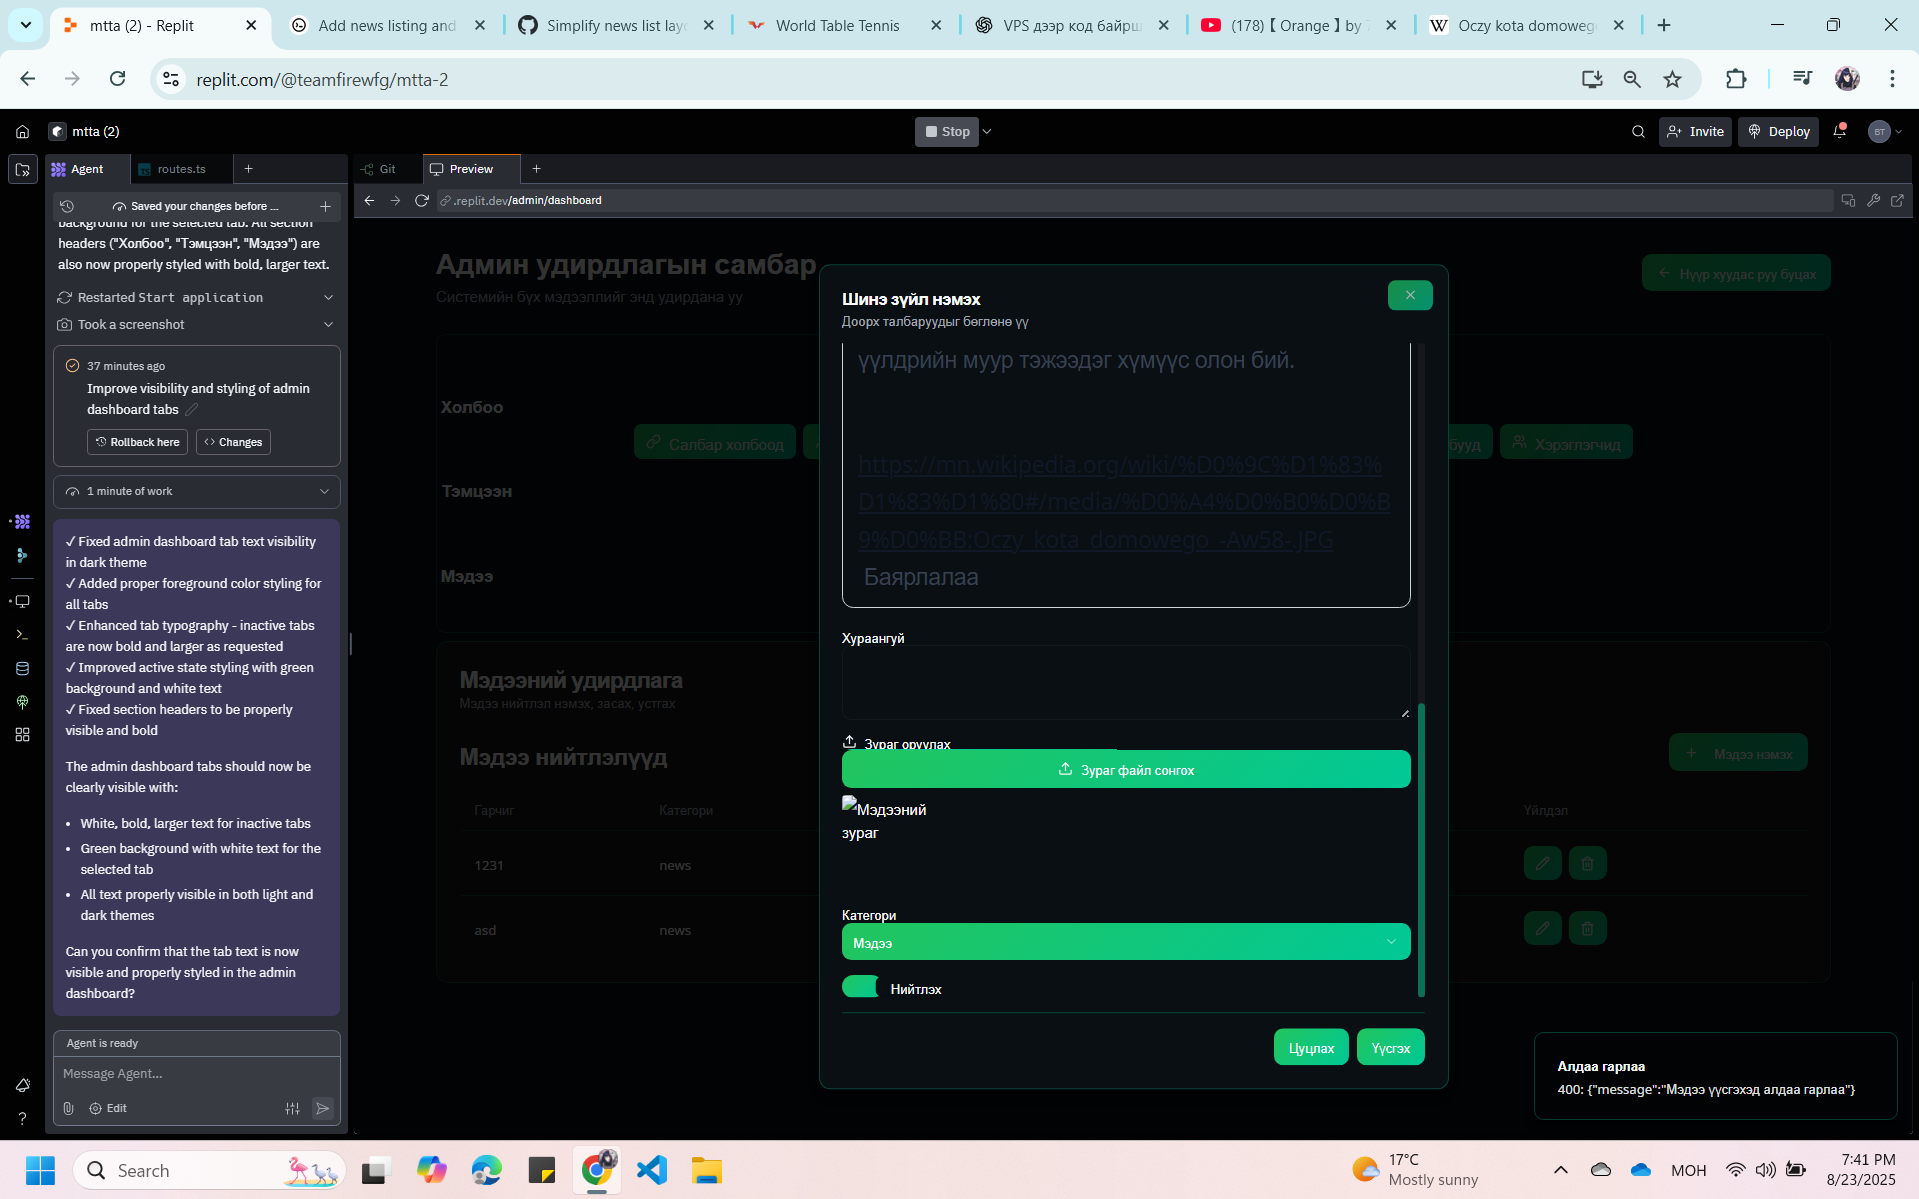 mtta (2) - Replit
Add news listing and
Simplify news list layo
World Table Tennis
VPS дээр код байрш
(178) 【 Orange 】 by 7
Oczy kota domoweg
replit.com/@teamfirewfg/mtta-2
mtta (2)
Stop
Invite
Deploy
BT
Agent
routes.ts
Git
Preview
Saved your changes before ...
.replit.dev/admin/dashboard
background for the selected tab. All section
headers ("Холбоо", "Тэмцээн", "Мэдээ") are
also now properly styled with bold, larger text.
Restarted Start application
Took a screenshot
37 minutes ago
Improve visibility and styling of admin
dashboard tabs
Rollback here
Changes
1 minute of work
✓ Fixed admin dashboard tab text visibility
in dark theme
✓ Added proper foreground color styling for
all tabs
✓ Enhanced tab typography - inactive tabs
are now bold and larger as requested
✓ Improved active state styling with green
background and white text
✓ Fixed section headers to be properly
visible and bold
The admin dashboard tabs should now be
clearly visible with:
• White, bold, larger text for inactive tabs
• Green background with white text for the
selected tab
• All text properly visible in both light and
dark themes
Can you confirm that the tab text is now
visible and properly styled in the admin
dashboard?
Agent is ready
Message Agent...
Edit
Админ удирдлагын самбар
Системийн бүх мэдээллийг энд удирдана уу
Нүүр хуудас руу буцах
Холбоо
Салбар холбоод
бууд
Хэрэглэгчид
Тэмцээн
Мэдээ
Мэдээний удирдлага
Мэдээ нийтлэл нэмэх, засах, устгах
Мэдээ нийтлэлүүд
Мэдээ нэмэх
Гарчиг
Категори
Үйлдэл
1231
news
asd
news
Шинэ зүйл нэмэх
Доорх талбаруудыг бөглөнө үү
үүлдрийн муур тэжээдэг хүмүүс олон бий.
https://mn.wikipedia.org/wiki/%D0%9C%D1%83%
D1%83%D1%80#/media/%D0%A4%D0%B0%D0%B
9%D0%BB:Oczy_kota_domowego_-Aw58-.JPG
Баярлалаа
Хураангуй
Зураг оруулах
Зураг файл сонгох
Мэдээний
зураг
Категори
Мэдээ
Нийтлэх
Цуцлах
Үүсгэх
Алдаа гарлаа
400: {"message":"Мэдээ үүсгэхэд алдаа гарлаа"}
Search
17°C
Mostly sunny
МОН
7:41 PM
8/23/2025